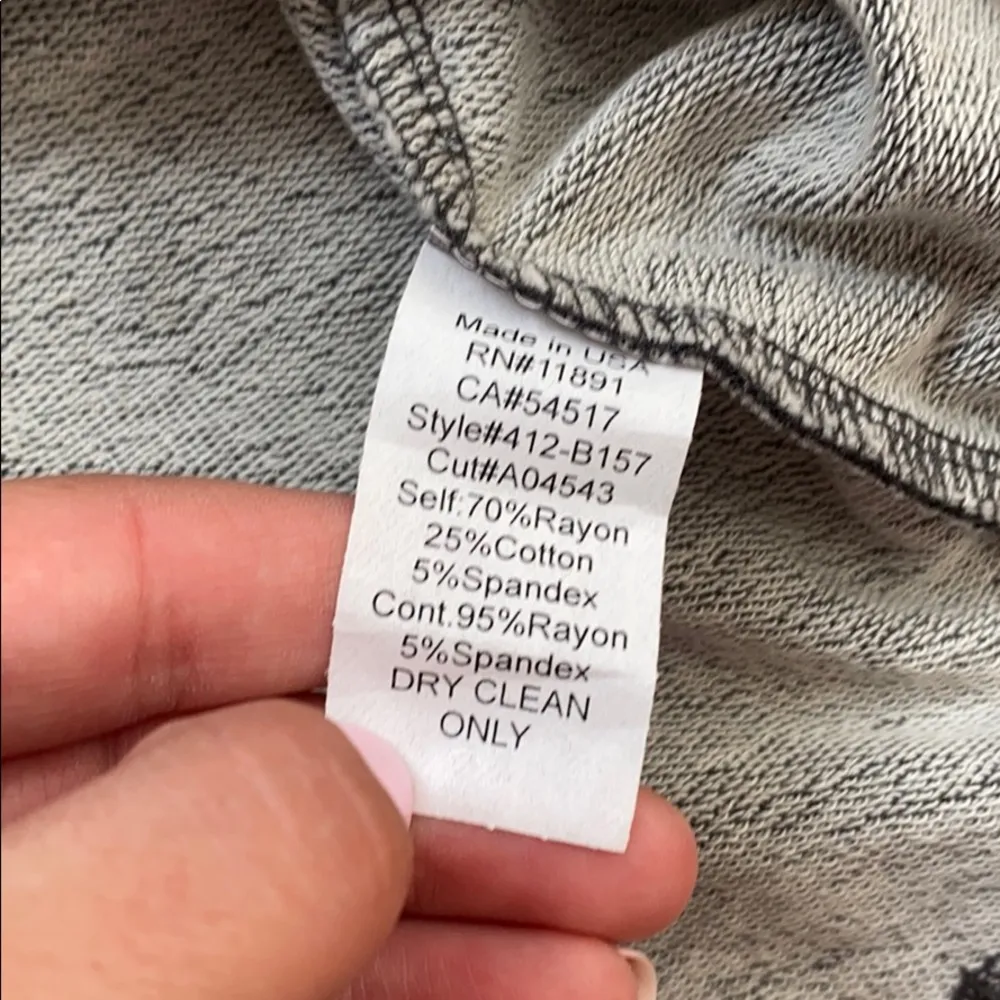 Made in USA
RN#11891
CA#54517
Style#412-B157
Cut#A04543
Self:70%Rayon
25%Cotton
5%Spandex
Cont.95%Rayon
5%Spandex
DRY CLEAN
ONLY